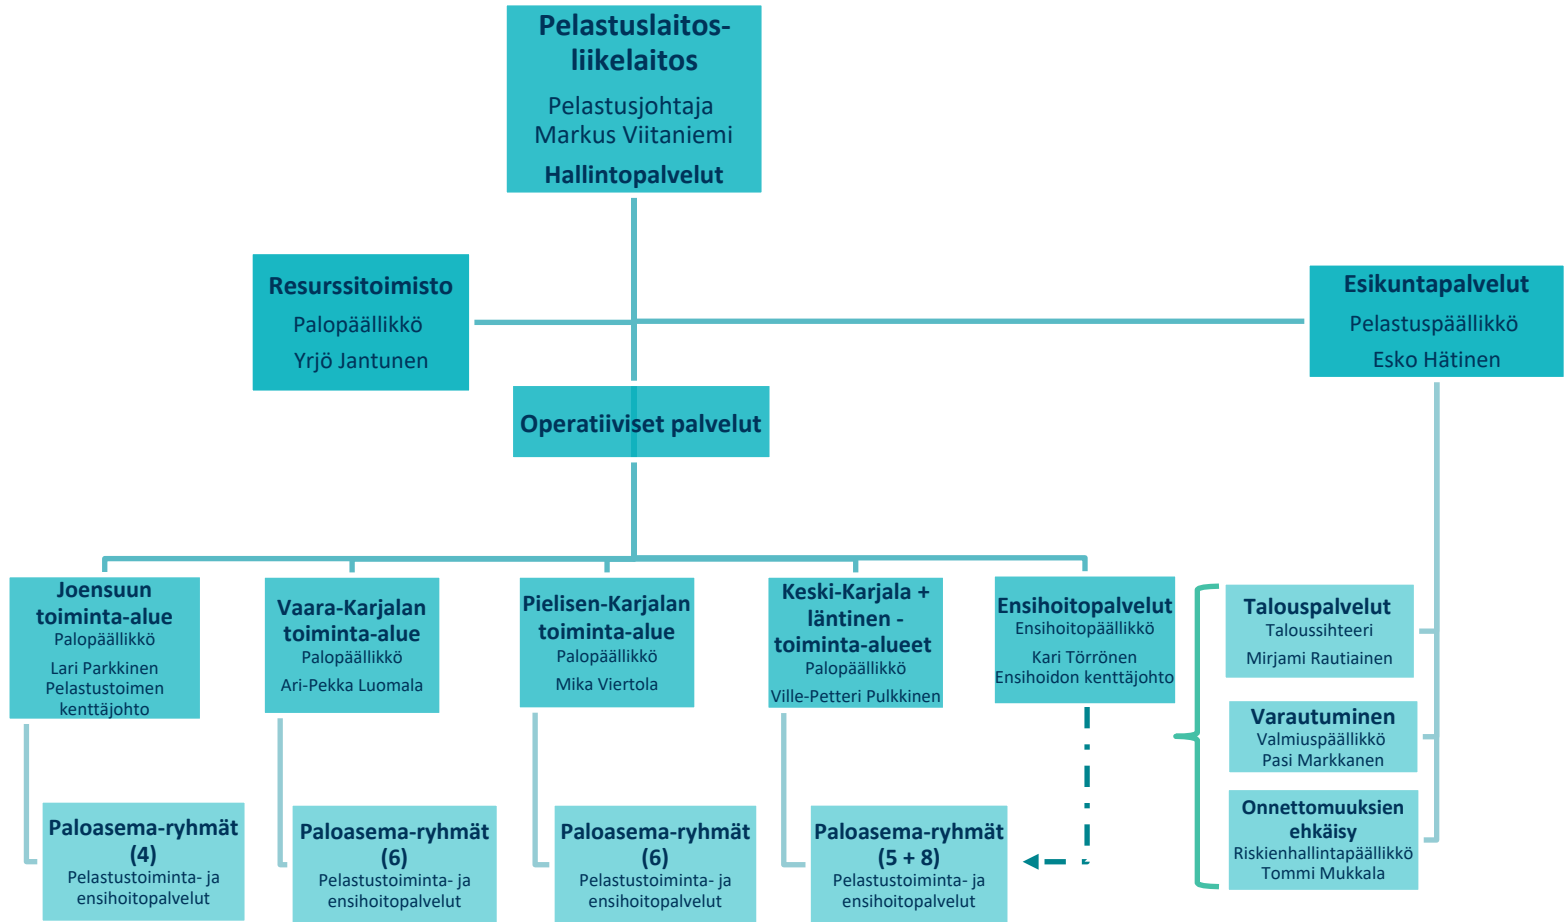 Pelastuslaitos-
liikelaitos
Pelastusjohtaja
Markus Viitaniemi
Hallintopalvelut
Resurssitoimisto
Palopäällikkö
Yrjö Jantunen
Esikuntapalvelut
Pelastuspäällikkö
Esko Hätinen
Operatiiviset palvelut
Joensuun
toiminta-alue
Palopäällikkö
Lari Parkkinen
Pelastustoimen
kenttäjohto
Vaara-Karjalan
toiminta-alue
Palopäällikkö
Ari-Pekka Luomala
Pielisen-Karjalan
toiminta-alue
Palopäällikkö
Mika Viertola
Keski-Karjala +
läntinen -
toiminta-alueet
Palopäällikkö
Ville-Petteri Pulkkinen
Ensihoitopalvelut
Ensihoitopäällikkö
Kari Törrönen
Ensihoidon kenttäjohto
Talouspalvelut
Taloussihteeri
Mirjami Rautiainen
Varautuminen
Valmiuspäällikkö
Pasi Markkanen
Onnettomuuksien
ehkäisy
Riskienhallintapäällikkö
Tommi Mukkala
Paloasema-ryhmät
(4)
Pelastustoiminta- ja
ensihoitopalvelut
Paloasema-ryhmät
(6)
Pelastustoiminta- ja
ensihoitopalvelut
Paloasema-ryhmät
(6)
Pelastustoiminta- ja
ensihoitopalvelut
Paloasema-ryhmät
(5 + 8)
Pelastustoiminta- ja
ensihoitopalvelut